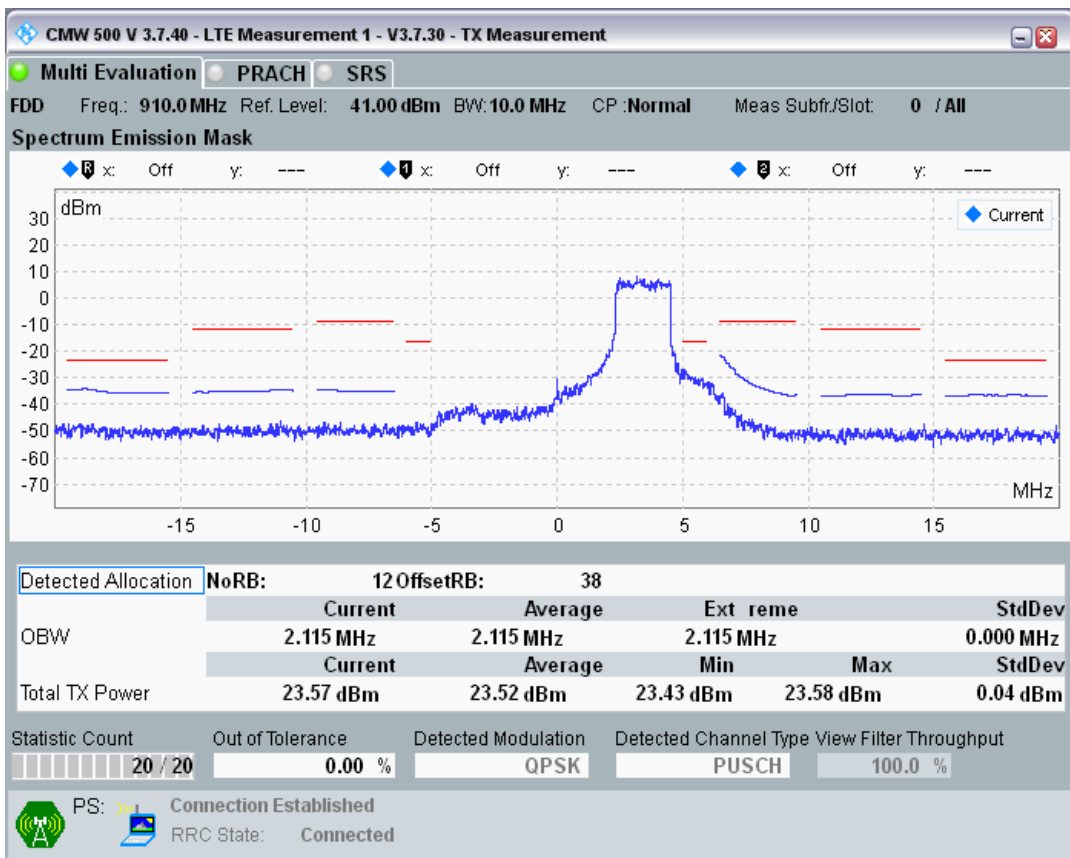 CMW 500 V 3.7.40 - LTE Measurement 1 - V3.7.30 - TX Measurement
Multi Evaluation PRACH SRS
FDD Freq.: 910.0 MHz Ref. Level: 41.00 dBm BW: 10.0 MHz CP :Normal Meas Subfr./Slot: 0 / All
Spectrum Emission Mask
R x: Off y: --- 1 x: Off y: --- 2 x: Off y: ---
dBm
Current
30
20
10
0
-10
-20
-30
-40
-50
-60
-70
MHz
-15 -10 -5 0 5 10 15
Detected Allocation NoRB: 12 OffsetRB: 38
Current Average Ext reme StdDev
OBW 2.115 MHz 2.115 MHz 2.115 MHz 0.000 MHz
Current Average Min Max StdDev
Total TX Power 23.57 dBm 23.52 dBm 23.43 dBm 23.58 dBm 0.04 dBm
Statistic Count Out of Tolerance Detected Modulation Detected Channel Type View Filter Throughput
20 / 20 0.00 % QPSK PUSCH 100.0 %
PS: Connection Established
RRC State: Connected